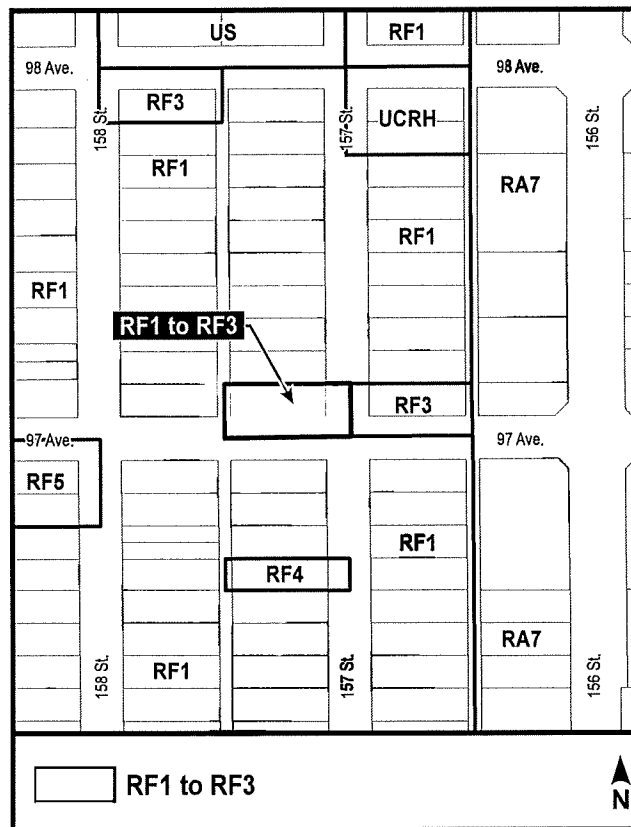 US
RF1
98 Ave.
98 Ave.
RF3
158 St.
157 St.
UCRH
156 St.
RF1
RA7
RF1
RF1
RF1 to RF3
RF3
97 Ave.
97 Ave.
RF5
RF1
RF4
RA7
RF1
158 St.
157 St.
156 St.
RF1 to RF3
N